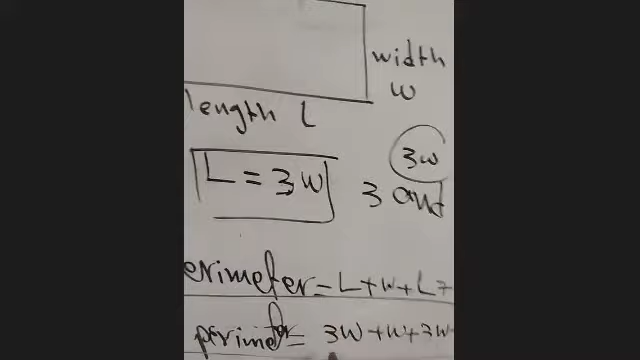 width
w
length L
3w
L = 3w
3 and
erimeter = L + w + L +
perimeter = 3w + w + 3w